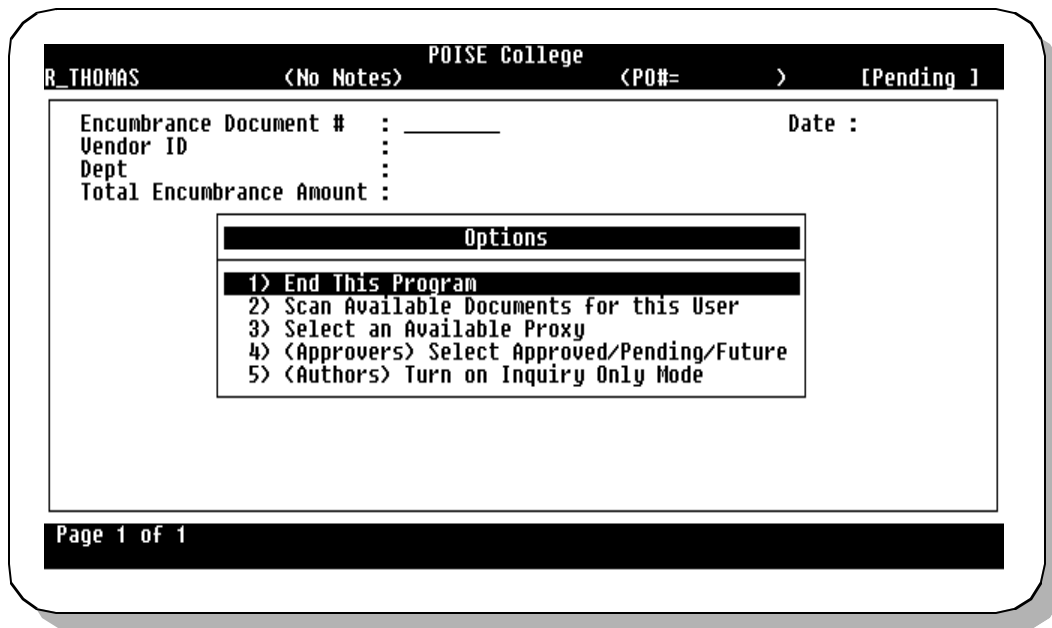 POISE College
R_THOMAS (No Notes) (PO#= ) [Pending ]
Encumbrance Document # : ________ Date :
Vendor ID :
Dept :
Total Encumbrance Amount :
Options
1) End This Program
2) Scan Available Documents for this User
3) Select an Available Proxy
4) (Approvers) Select Approved/Pending/Future
5) (Authors) Turn on Inquiry Only Mode
Page 1 of 1